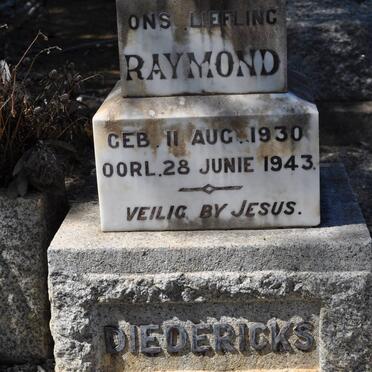 ONS LIEFLING
RAYMOND
GEB. 11 AUG. 1930
OORL. 28 JUNIE 1943.
VEILIG BY JESUS.
DIEDERICKS